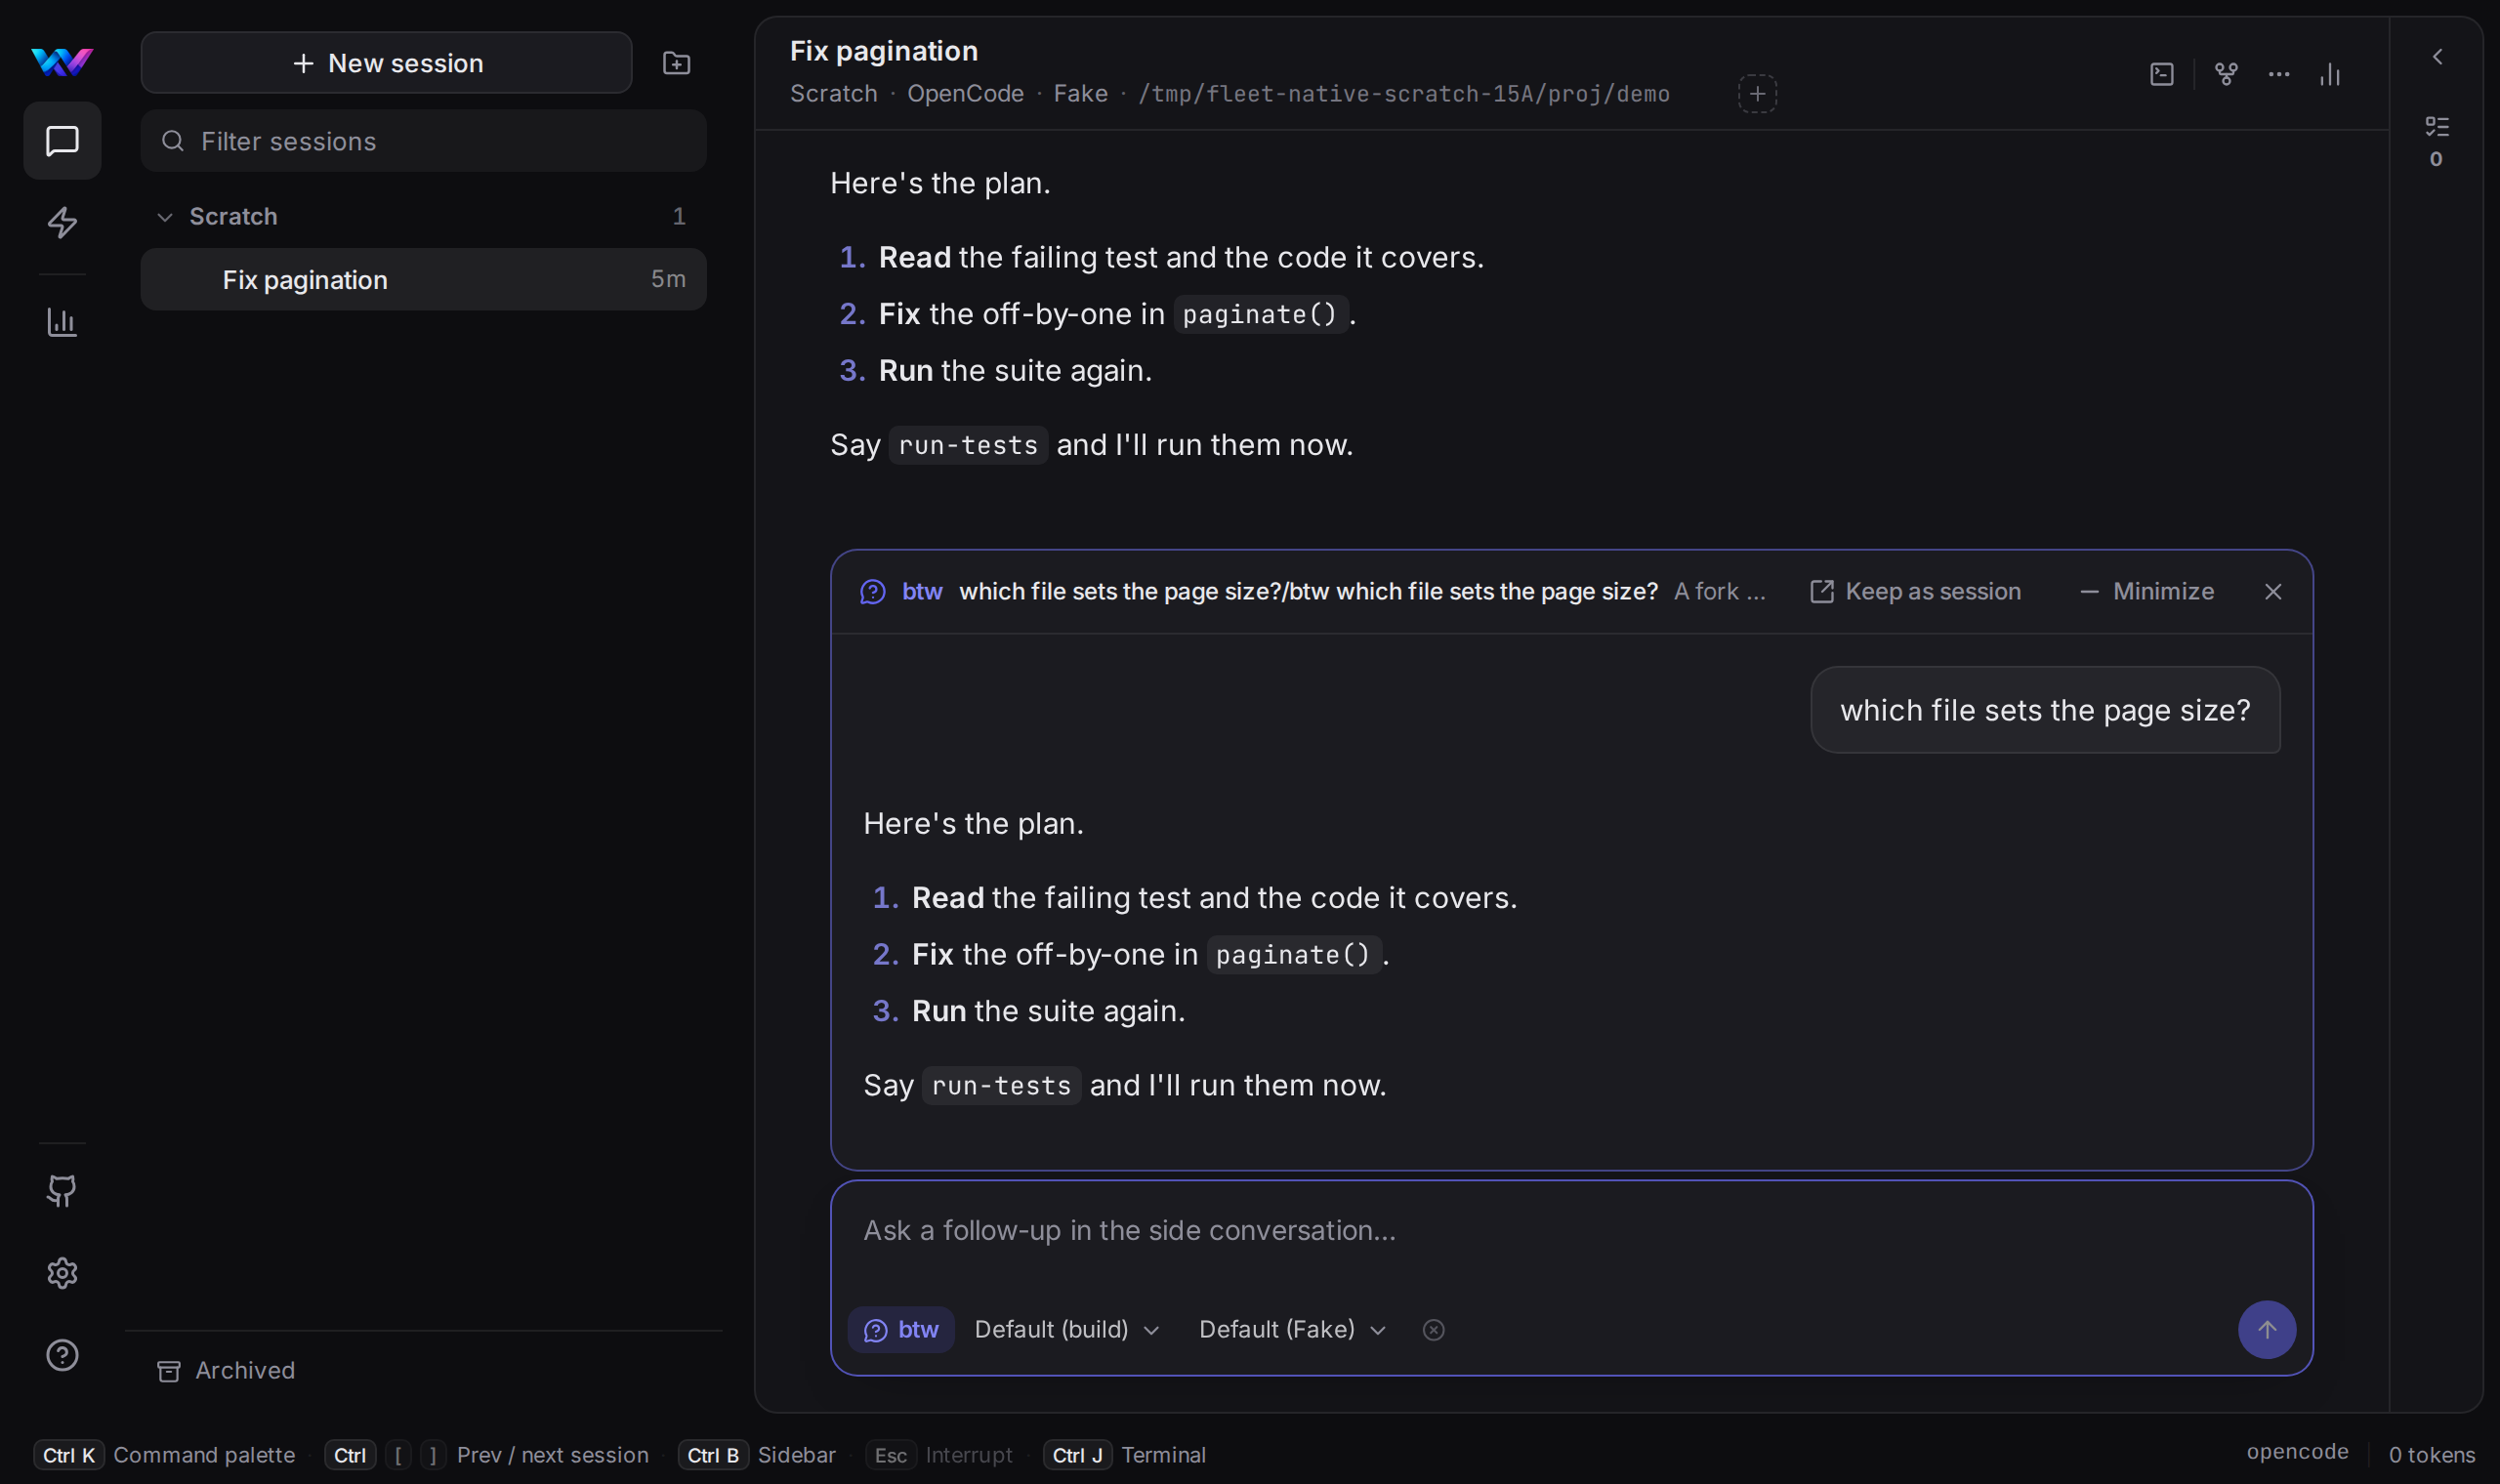 New session
Filter sessions
Scratch 1
Fix pagination 5m
Archived
Fix pagination
Scratch · OpenCode · Fake · /tmp/fleet-native-scratch-15A/proj/demo
0
Here's the plan.
1. Read the failing test and the code it covers.
2. Fix the off-by-one in paginate().
3. Run the suite again.
Say run-tests and I'll run them now.
btw which file sets the page size?/btw which file sets the page size? A fork ... Keep as session Minimize
which file sets the page size?
Here's the plan.
1. Read the failing test and the code it covers.
2. Fix the off-by-one in paginate().
3. Run the suite again.
Say run-tests and I'll run them now.
Ask a follow-up in the side conversation...
btw Default (build) Default (Fake)
Ctrl K Command palette · Ctrl [ ] Prev / next session · Ctrl B Sidebar · Esc Interrupt · Ctrl J Terminal opencode 0 tokens